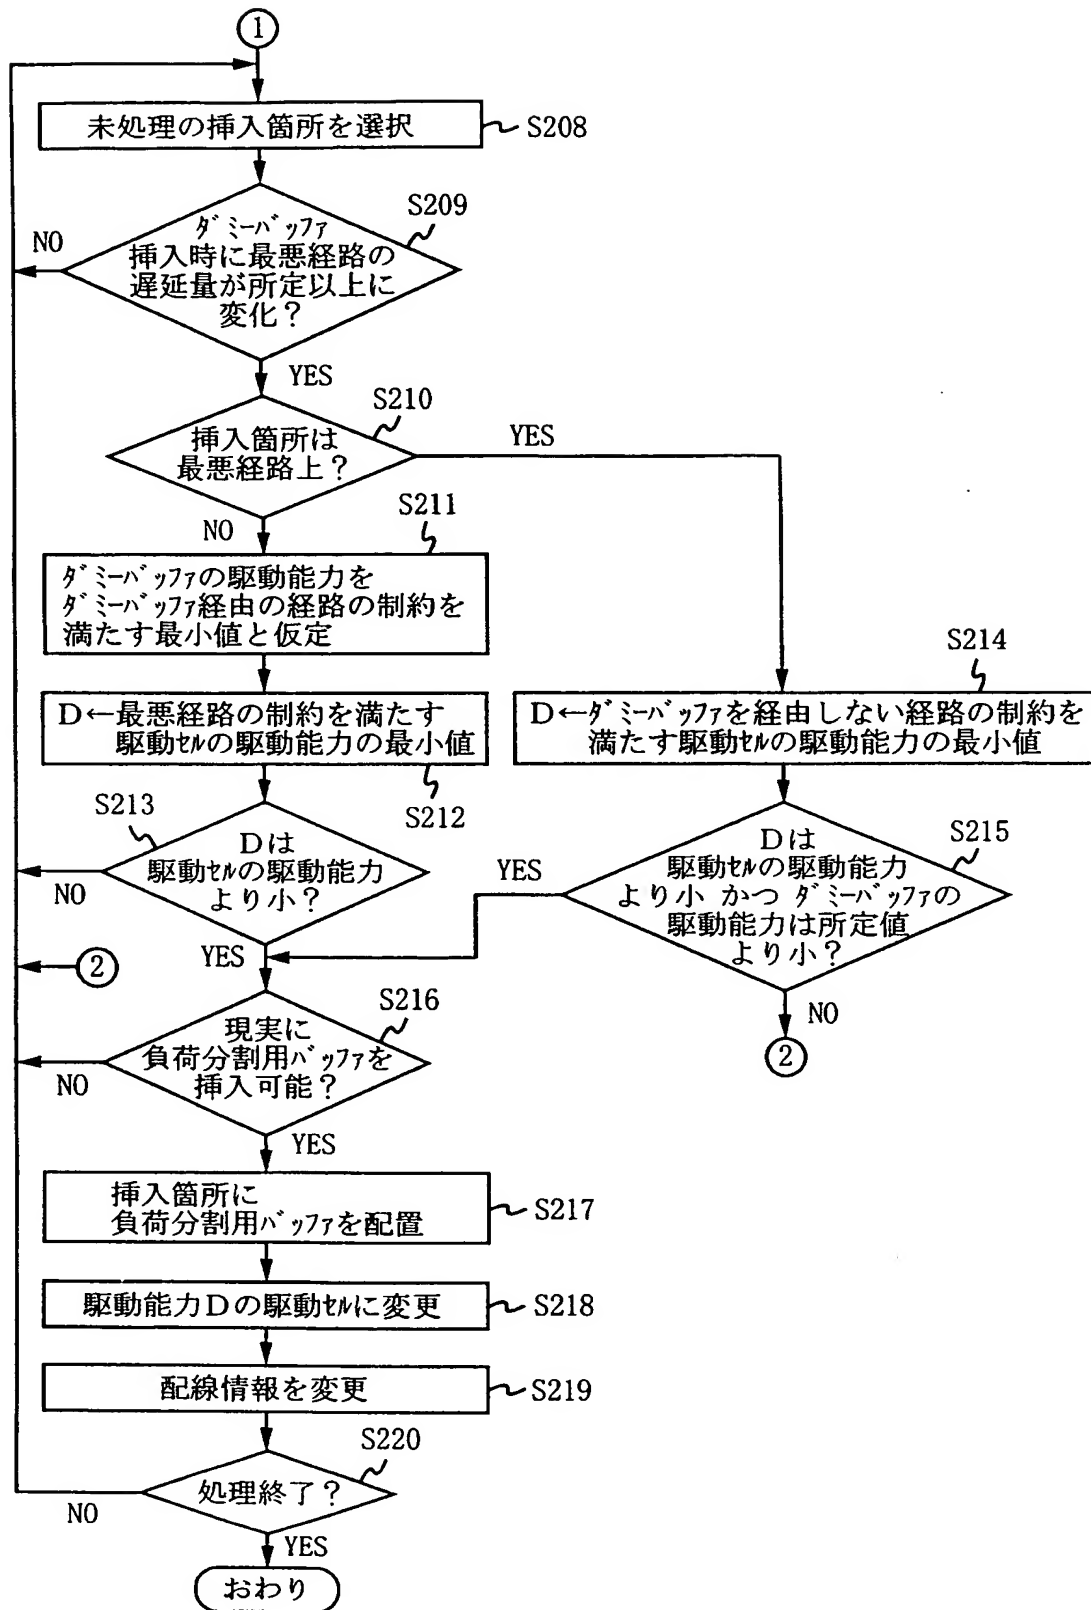 1
未処理の挿入箇所を選択
S208
S209
ダミーバッファ
挿入時に最悪経路の
遅延量が所定以上に
変化?
NO
YES
S210
挿入箇所は
最悪経路上?
YES
NO
S211
ダミーバッファの駆動能力を
ダミーバッファ経由の経路の制約を
満たす最小値と仮定
D←最悪経路の制約を満たす
駆動セルの駆動能力の最小値
S212
S214
D←ダミーバッファを経由しない経路の制約を
満たす駆動セルの駆動能力の最小値
S213
Dは
駆動セルの駆動能力
より小?
NO
YES
S215
Dは
駆動セルの駆動能力
より小 かつ ダミーバッファの
駆動能力は所定値
より小?
YES
NO
2
2
S216
現実に
負荷分割用バッファを
挿入可能?
NO
YES
挿入箇所に
負荷分割用バッファを配置
S217
駆動能力Dの駆動セルに変更
S218
配線情報を変更
S219
S220
処理終了?
NO
YES
おわり